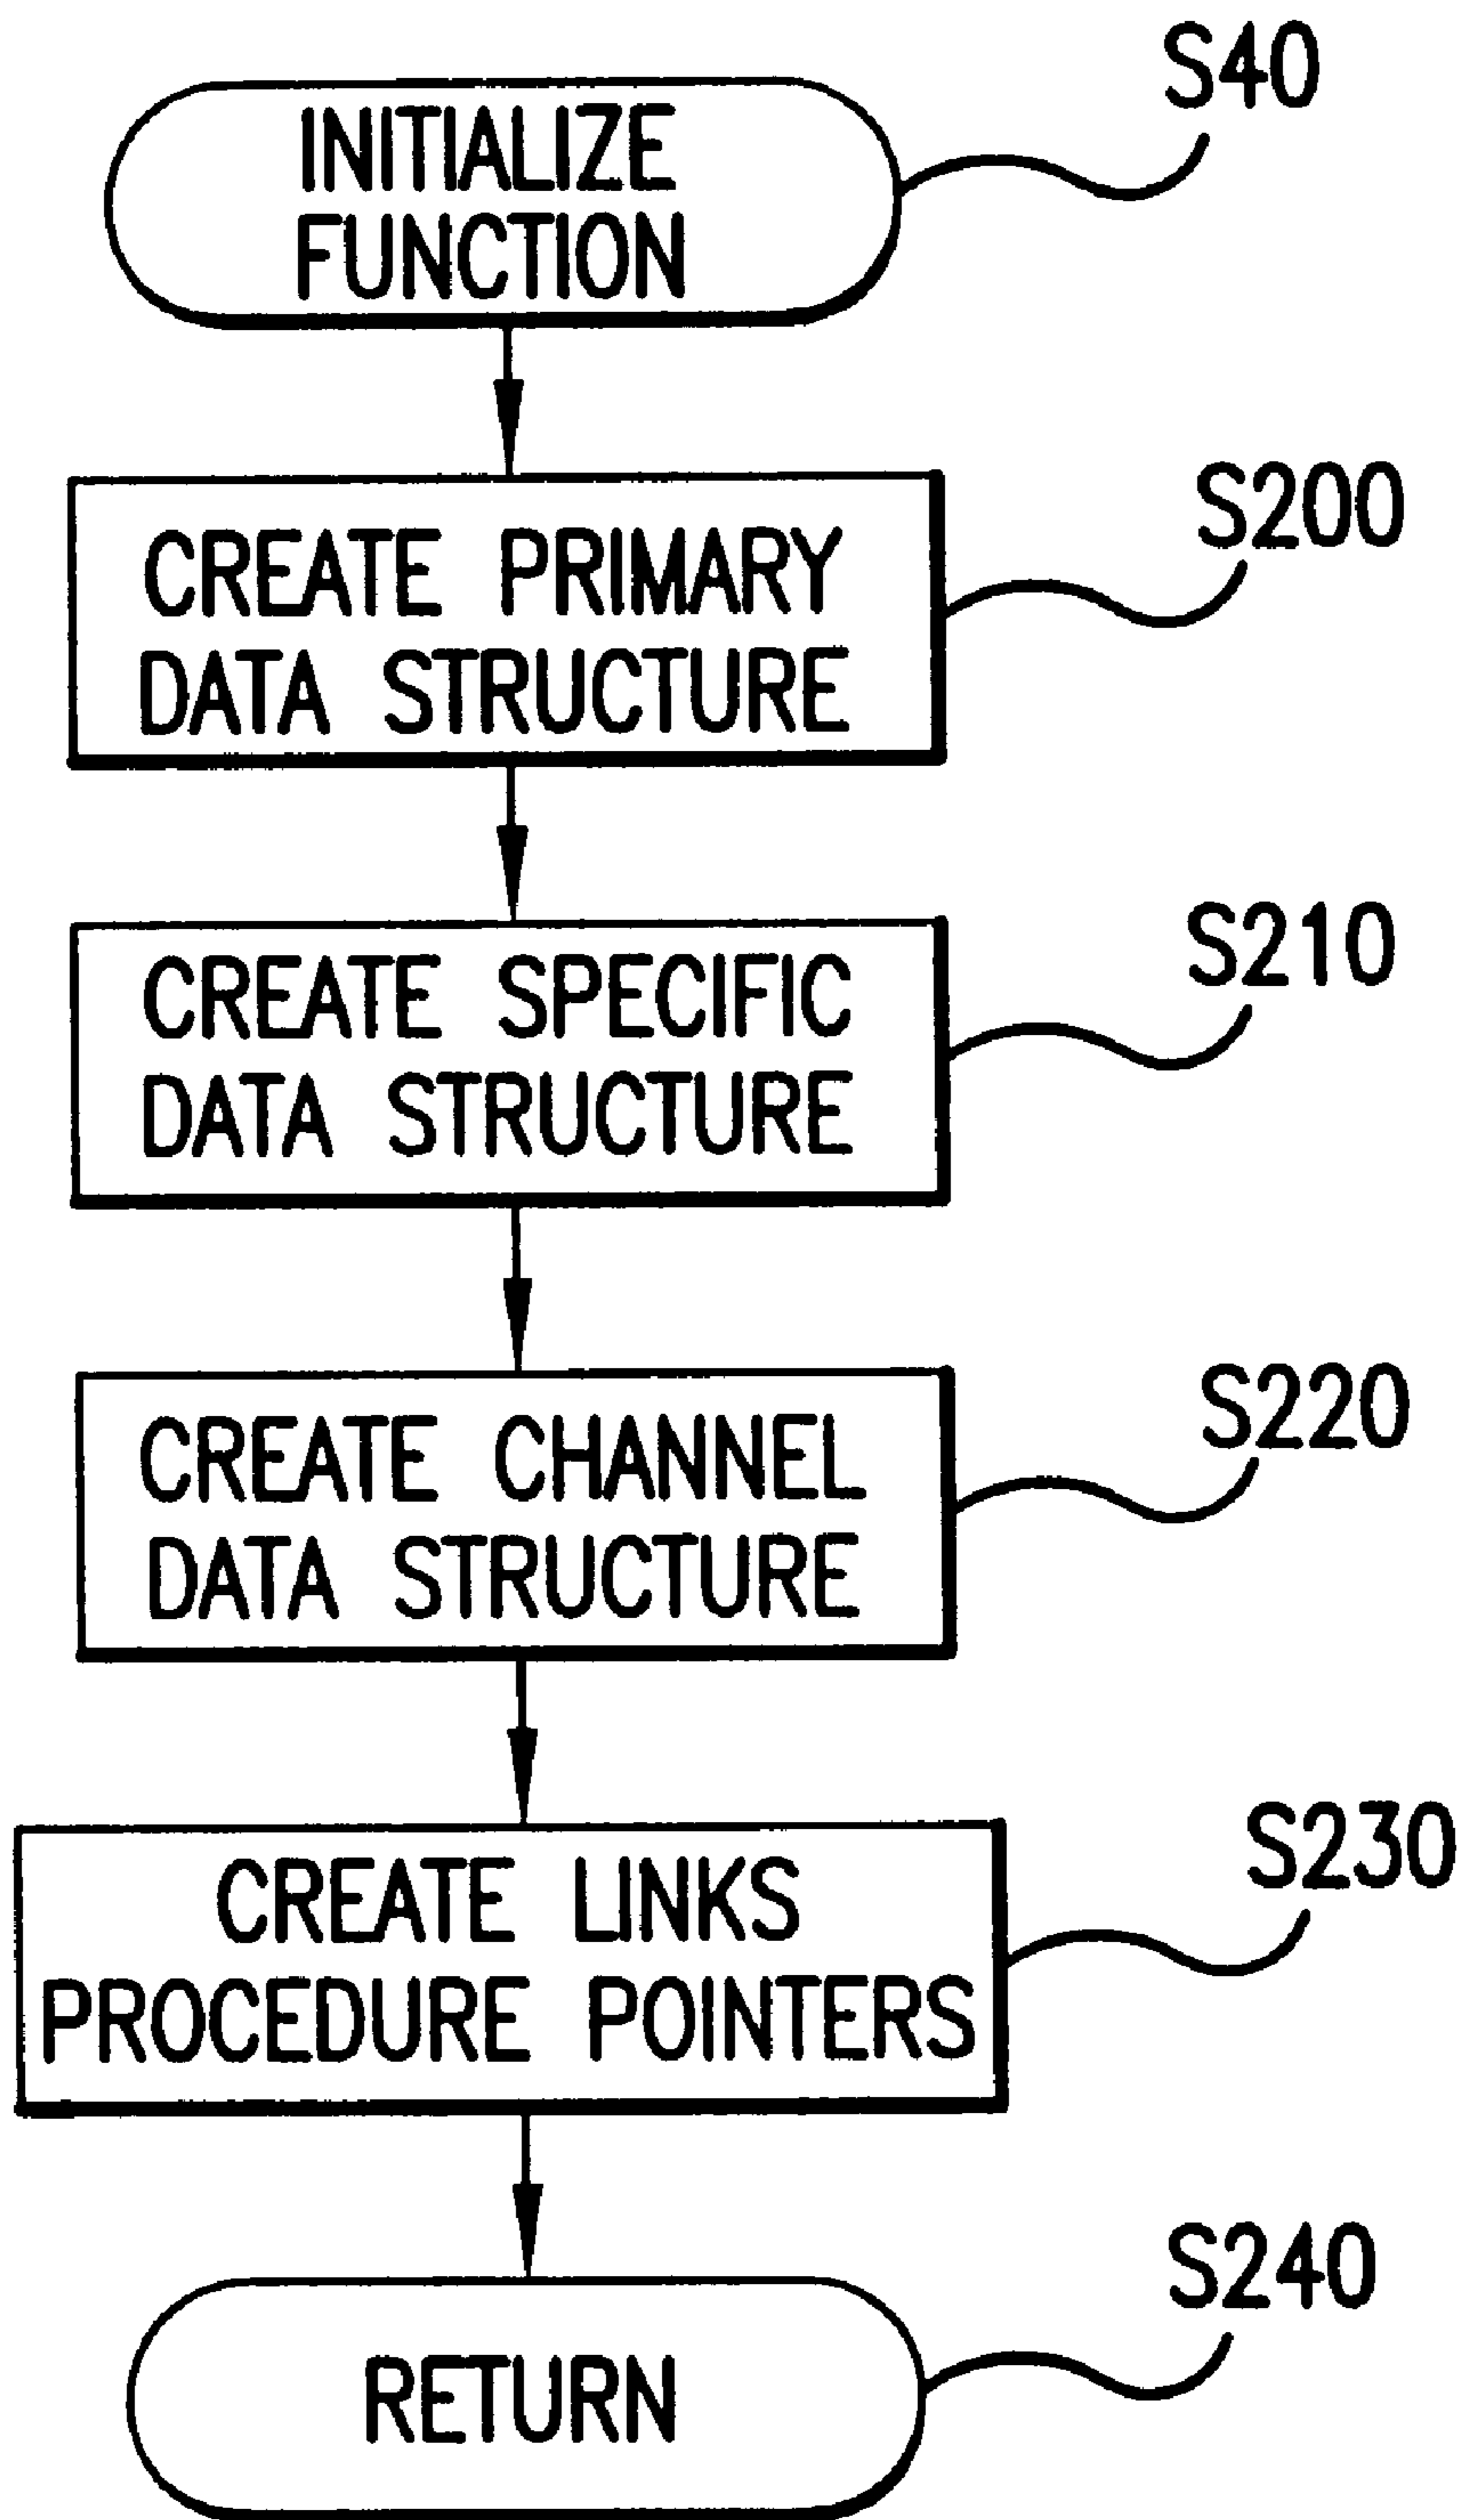 S40
INITIALIZE
FUNCTION
S200
CREATE PRIMARY
DATA STRUCTURE
S210
CREATE SPECIFIC
DATA STRUCTURE
S220
CREATE CHANNEL
DATA STRUCTURE
S230
CREATE LINKS
PROCEDURE POINTERS
S240
RETURN